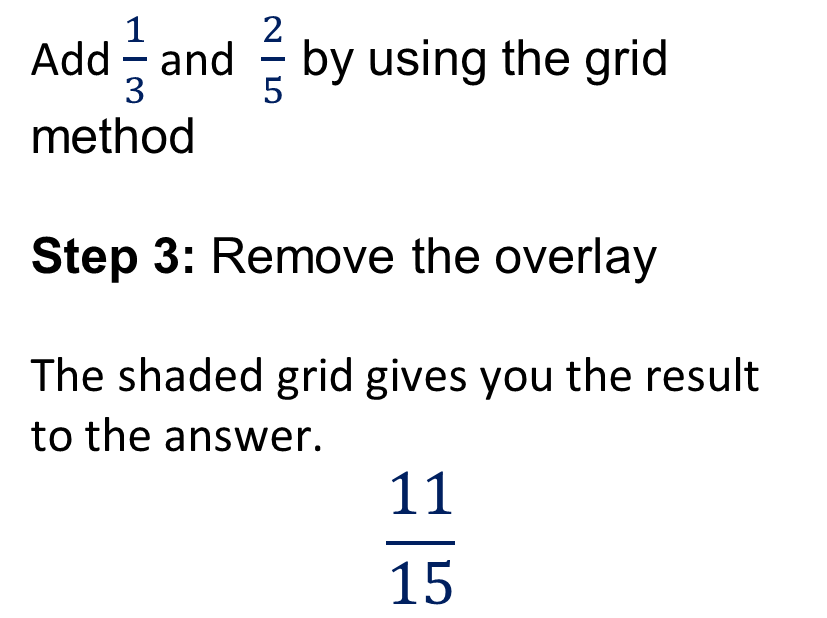 Add 1/3 and 2/5 by using the grid
method
Step 3: Remove the overlay
The shaded grid gives you the result
to the answer.
11/15